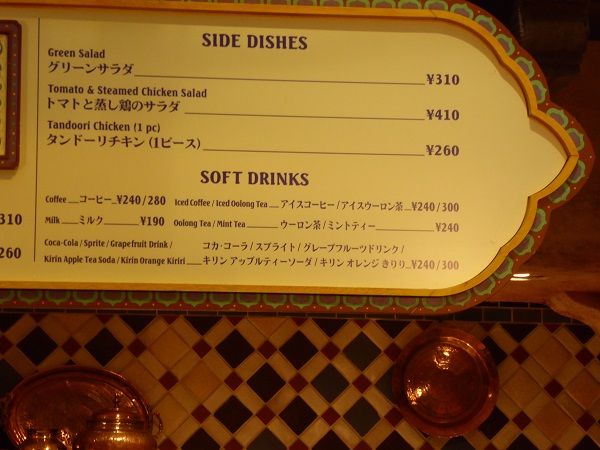 SIDE DISHES
Green Salad
グリーンサラダ ¥310
Tomato & Steamed Chicken Salad
トマトと蒸し鶏のサラダ ¥410
Tandoori Chicken (1 pc)
タンドーリチキン (1ピース) ¥260
SOFT DRINKS
Coffee コーヒー ¥240/280 Iced Coffee / Iced Oolong Tea アイスコーヒー / アイスウーロン茶 ¥240/300
310 Milk ミルク ¥190 Oolong Tea / Mint Tea ウーロン茶 / ミントティー ¥240
Coca-Cola / Sprite / Grapefruit Drink / コカ・コーラ / スプライト / グレープフルーツドリンク /
260 Kirin Apple Tea Soda / Kirin Orange Kiriri キリン アップルティーソーダ / キリン オレンジ きりり ¥240/300